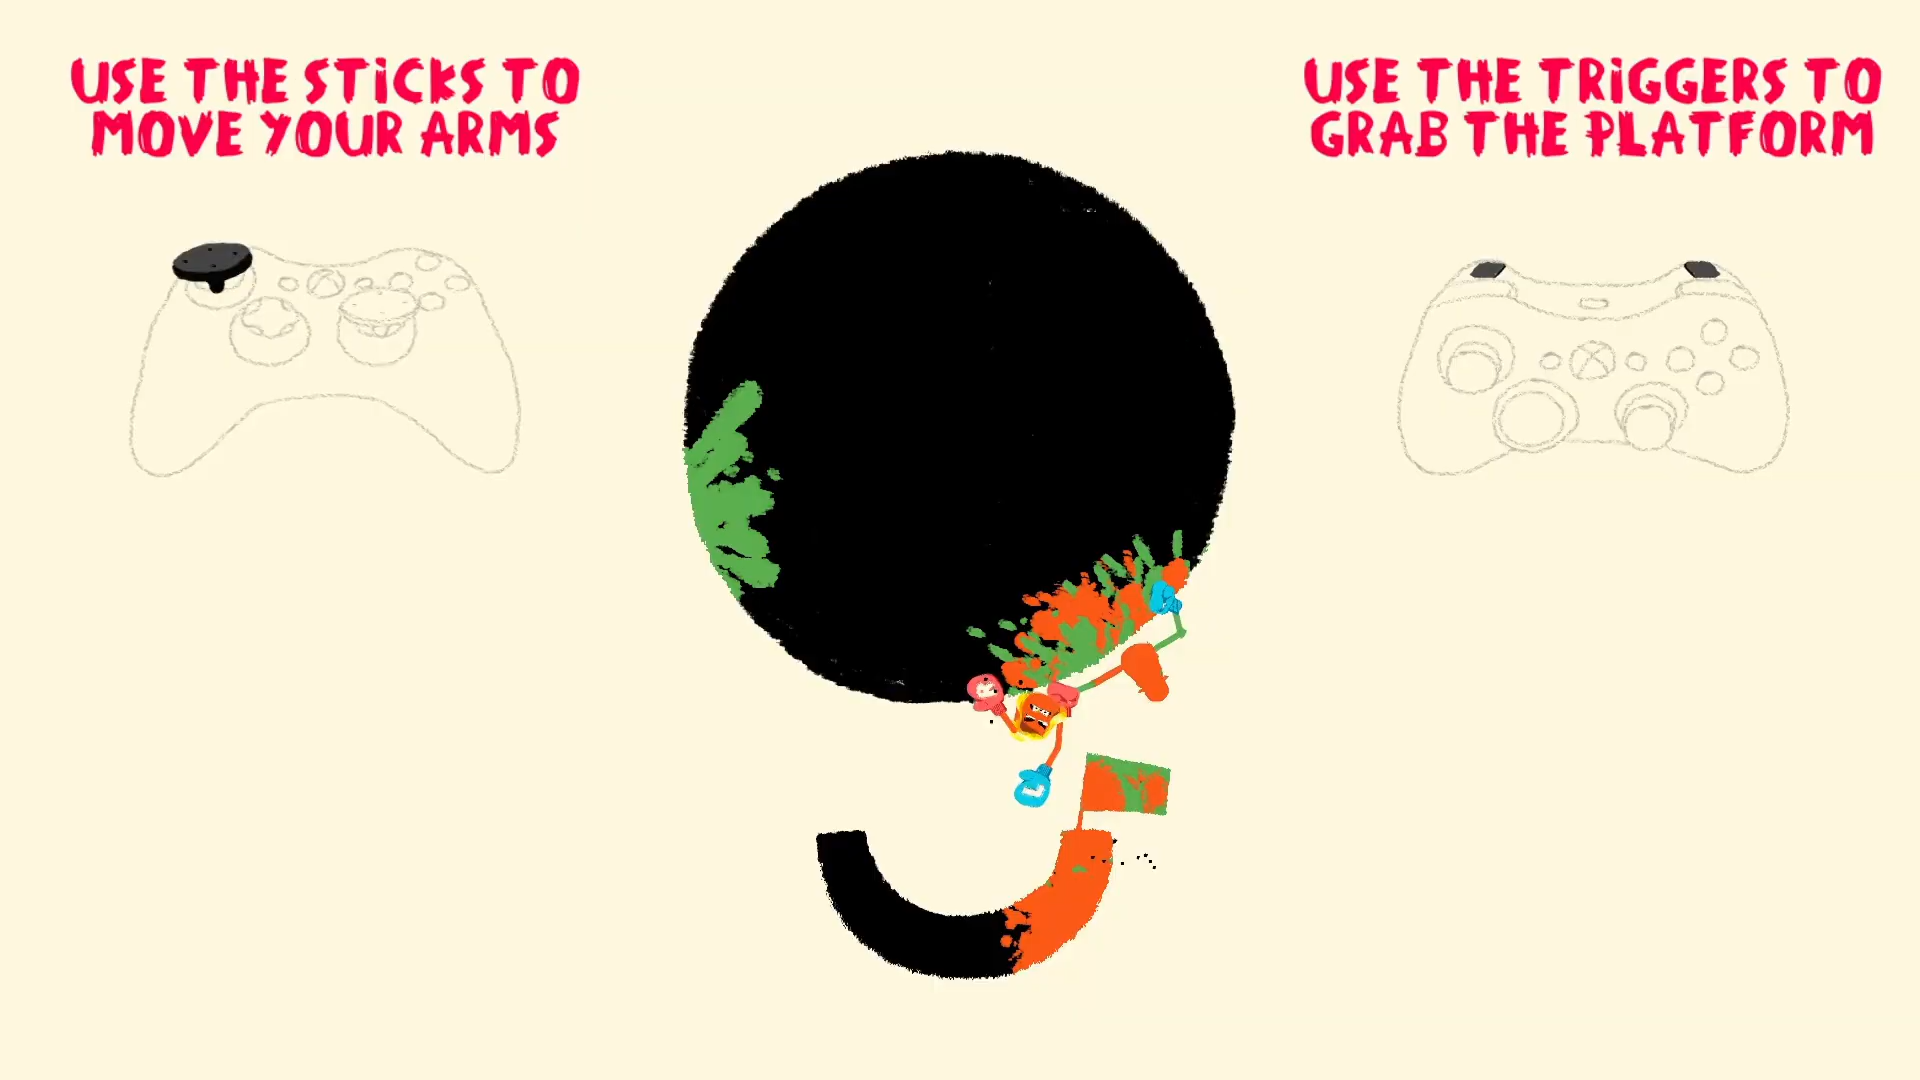 USE THE STICKS TO
MOVE YOUR ARMS
USE THE TRIGGERS TO
GRAB THE PLATFORM
L